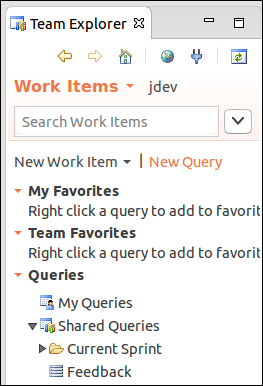 Team Explorer
Work Items jdev
Search Work Items
New Work Item | New Query
My Favorites
Right click a query to add to favorit
Team Favorites
Right click a query to add to favorit
Queries
My Queries
Shared Queries
Current Sprint
Feedback